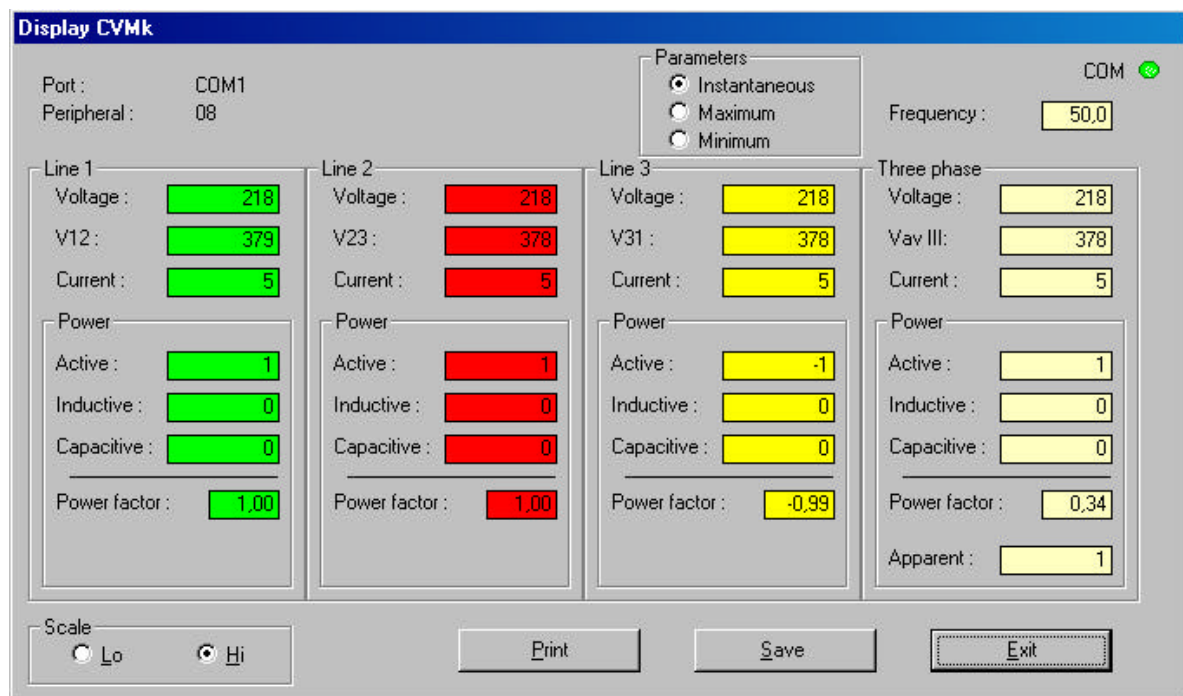 Display CVMk
Port : COM1
Peripheral : 08
Parameters
Instantaneous
Maximum
Minimum
COM
Frequency : 50,0
Line 1
Voltage : 218
V12 : 379
Current : 5
Power
Active : 1
Inductive : 0
Capacitive : 0
Power factor : 1,00
Line 2
Voltage : 218
V23 : 378
Current : 5
Power
Active : 1
Inductive : 0
Capacitive : 0
Power factor : 1,00
Line 3
Voltage : 218
V31 : 378
Current : 5
Power
Active : -1
Inductive : 0
Capacitive : 0
Power factor : -0,99
Three phase
Voltage : 218
Vav III: 378
Current : 5
Power
Active : 1
Inductive : 0
Capacitive : 0
Power factor : 0,34
Apparent : 1
Scale
Lo Hi
Print Save Exit